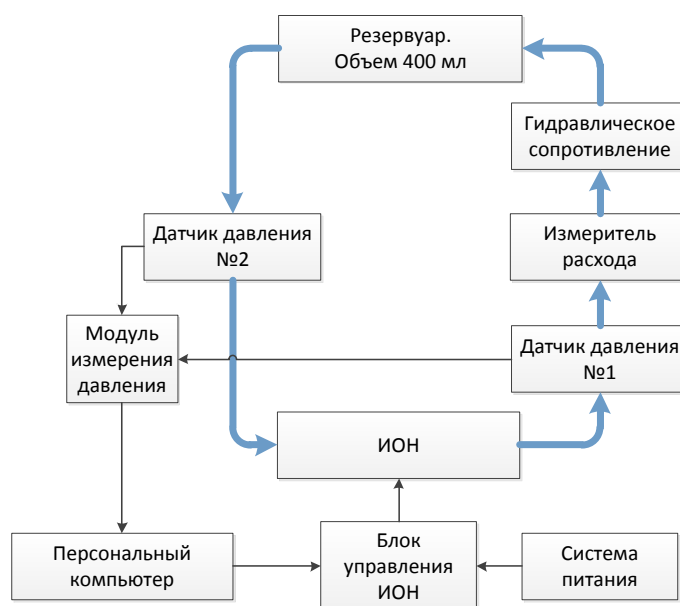 Резервуар.
Объем 400 мл
Гидравлическое
сопротивление
Датчик давления
№2
Измеритель
расхода
Модуль
измерения
давления
Датчик давления
№1
ИОН
Персональный
компьютер
Блок
управления
ИОН
Система
питания